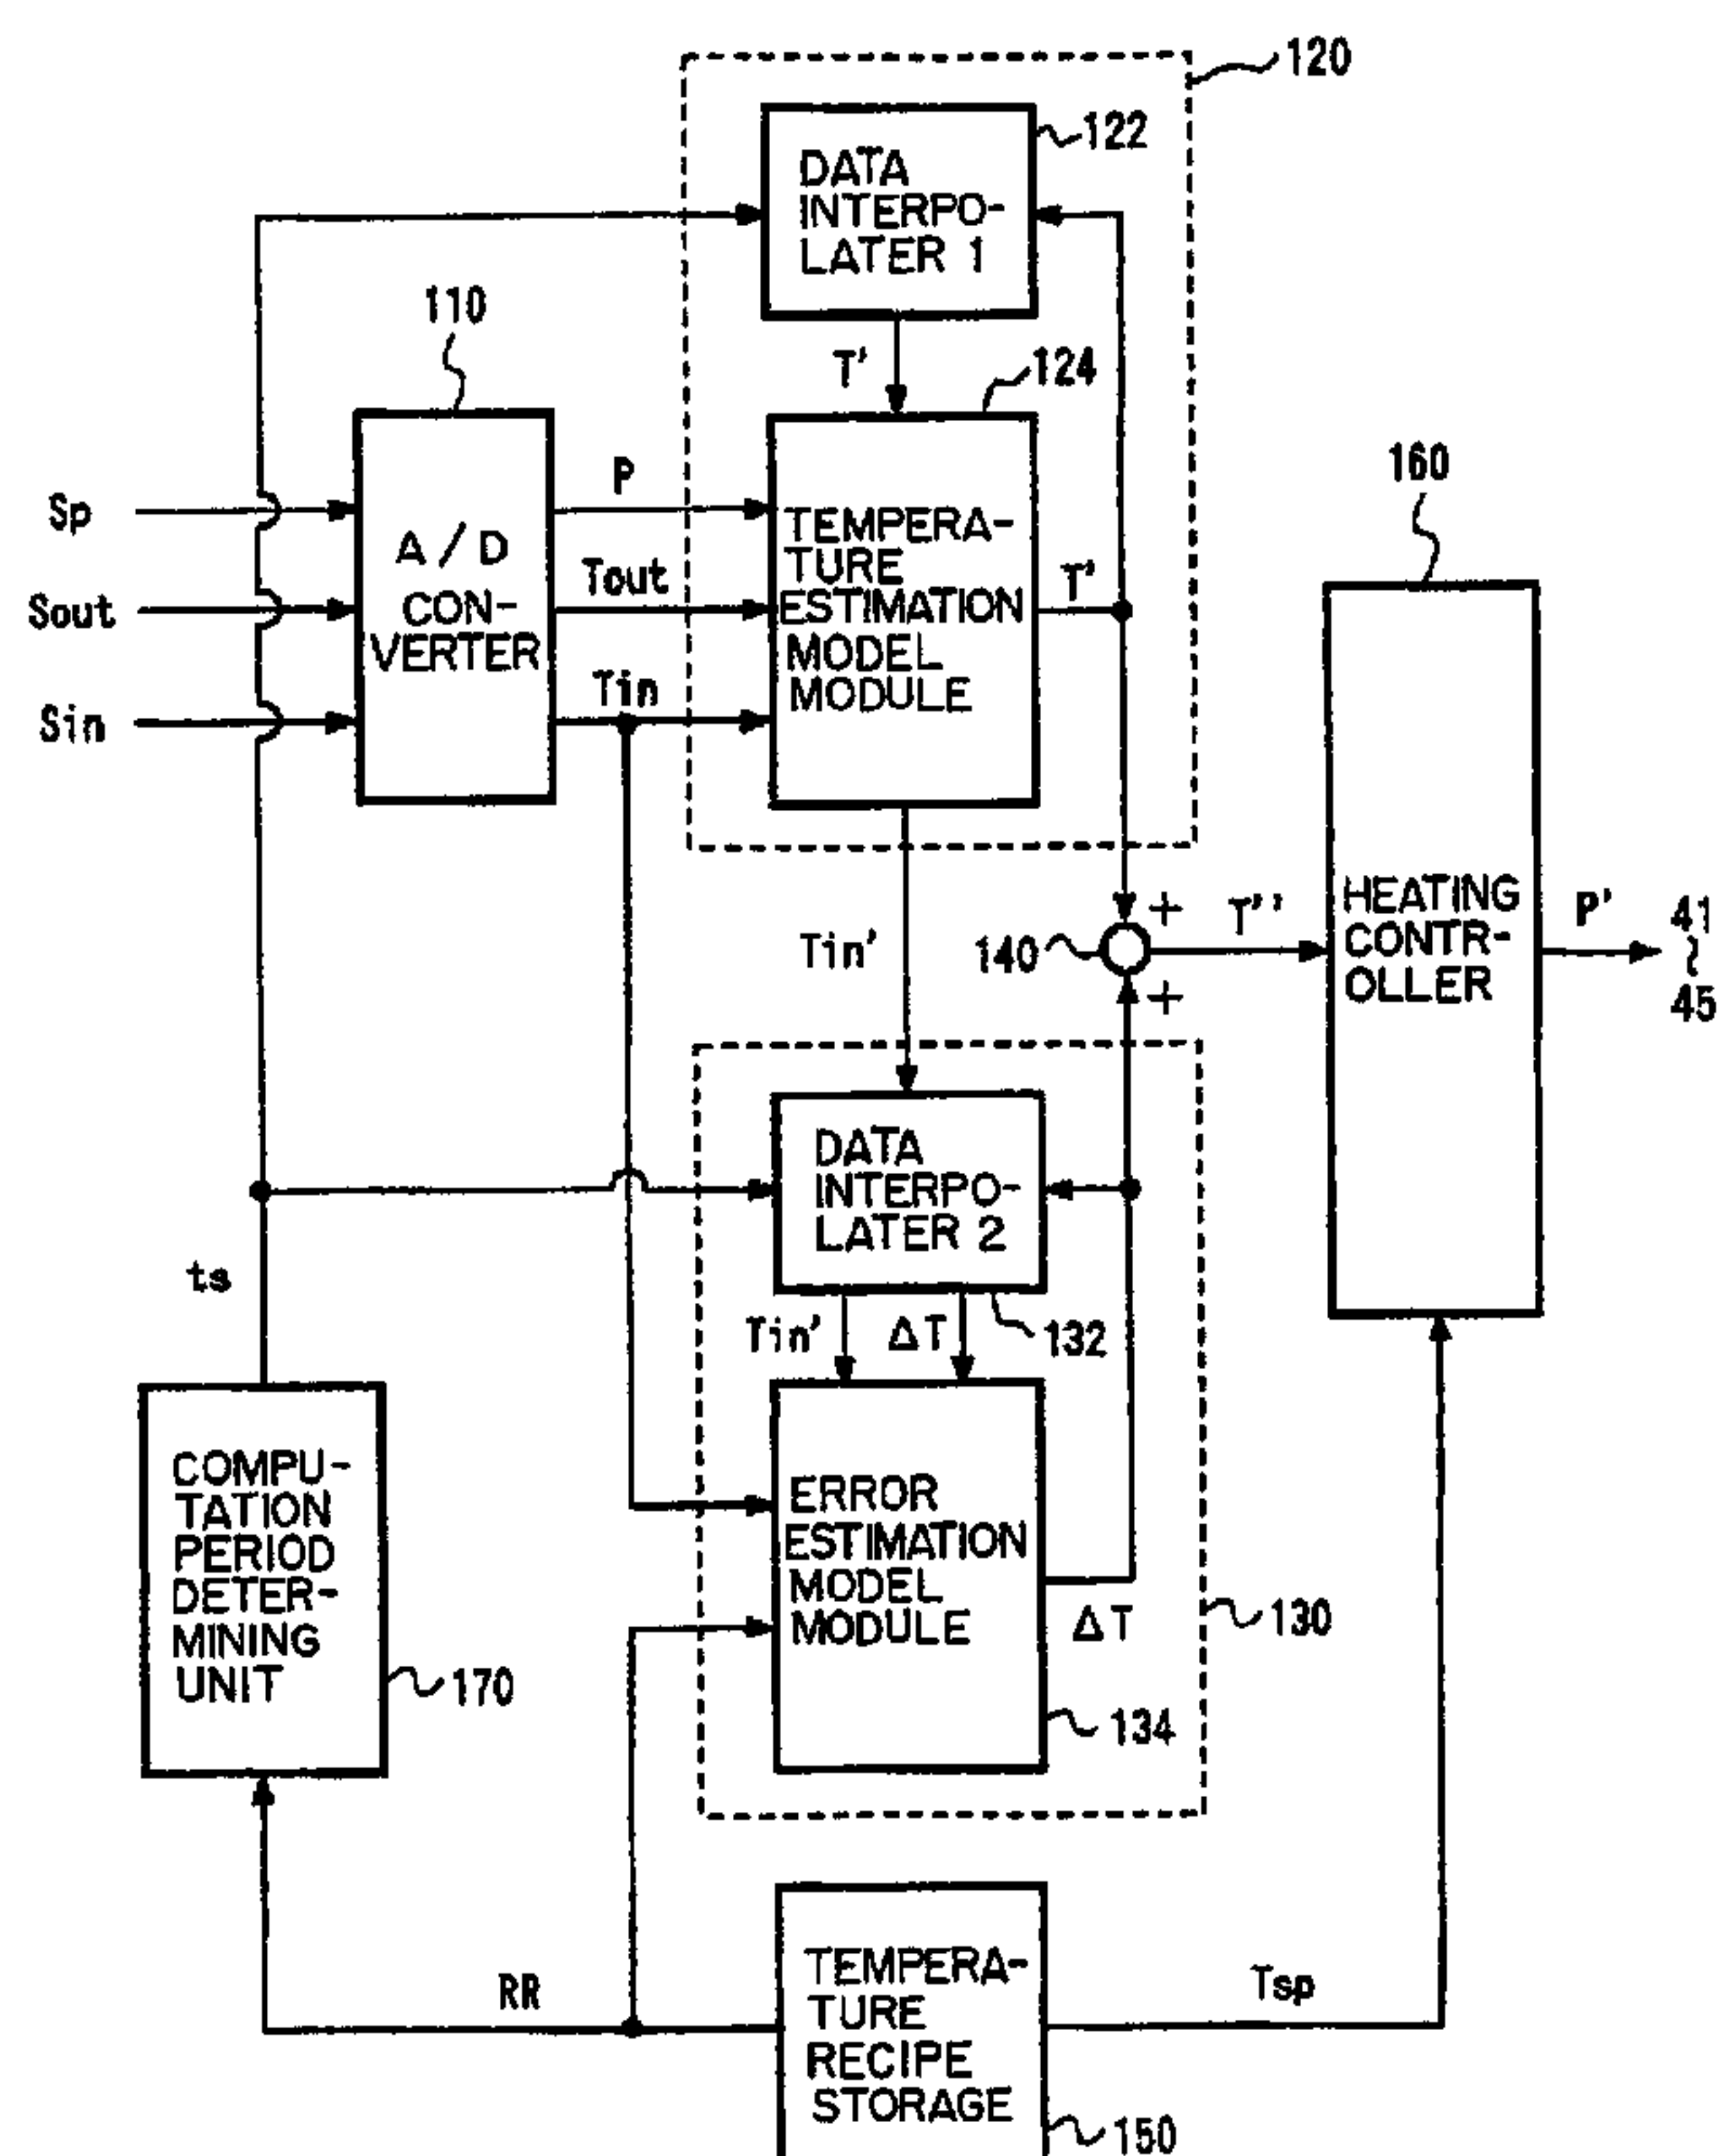 120
122
DATA
INTERPO-
LATER 1
110
T'
124
160
Sp
P
A/D
CON-
VERTER
Sout
Tout
Sin
Tin
TEMPERA-
TURE
ESTIMATION
MODEL
MODULE
T'
HEATING
CONTR-
OLLER
P'
41
~
45
Tin'
140
+
+
T''
DATA
INTERPO-
LATER 2
ts
Tin'
ΔT
132
COMPU-
TATION
PERIOD
DETER-
MINING
UNIT
170
ERROR
ESTIMATION
MODEL
MODULE
ΔT
130
134
RR
TEMPERA-
TURE
RECIPE
STORAGE
Tsp
150